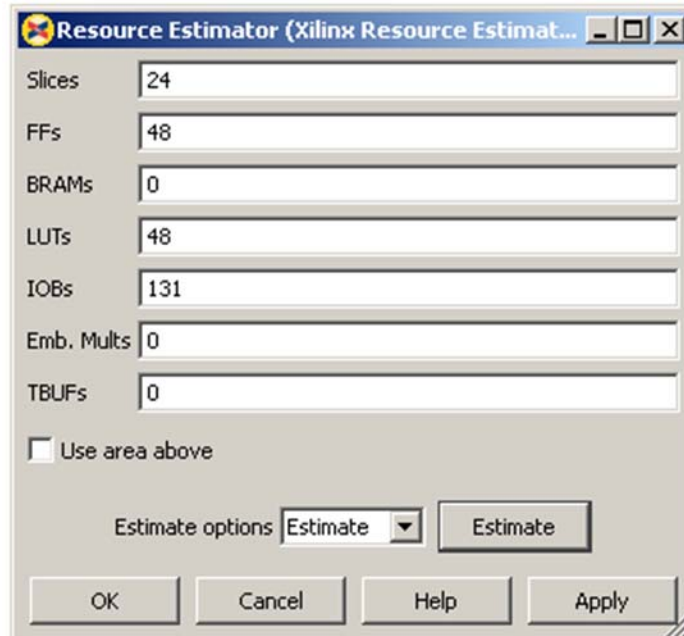 Resource Estimator (Xilinx Resource Estimat...
Slices 24
FFs 48
BRAMs 0
LUTs 48
IOBs 131
Emb. Mults 0
TBUFs 0
Use area above
Estimate options Estimate Estimate
OK Cancel Help Apply